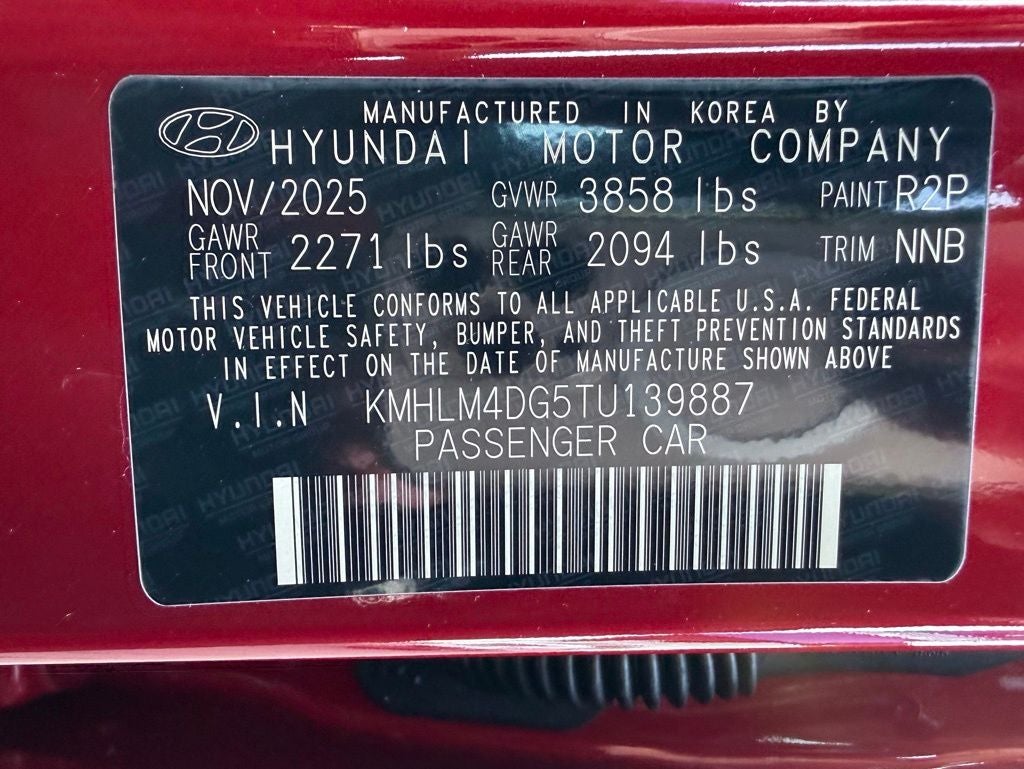 MANUFACTURED IN KOREA BY
HYUNDAI MOTOR COMPANY
NOV/2025 GVWR 3858 lbs PAINT R2P
GAWR FRONT 2271 lbs GAWR REAR 2094 lbs TRIM NNB
THIS VEHICLE CONFORMS TO ALL APPLICABLE U.S.A. FEDERAL
MOTOR VEHICLE SAFETY, BUMPER, AND THEFT PREVENTION STANDARDS
IN EFFECT ON THE DATE OF MANUFACTURE SHOWN ABOVE
V.I.N KMHLM4DG5TU139887
PASSENGER CAR